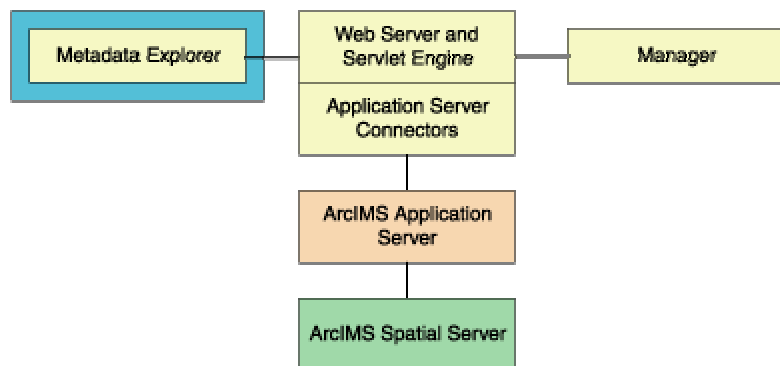 Metadata Explorer
Web Server and
Servlet Engine
Manager
Application Server
Connectors
ArcIMS Application
Server
ArcIMS Spatial Server